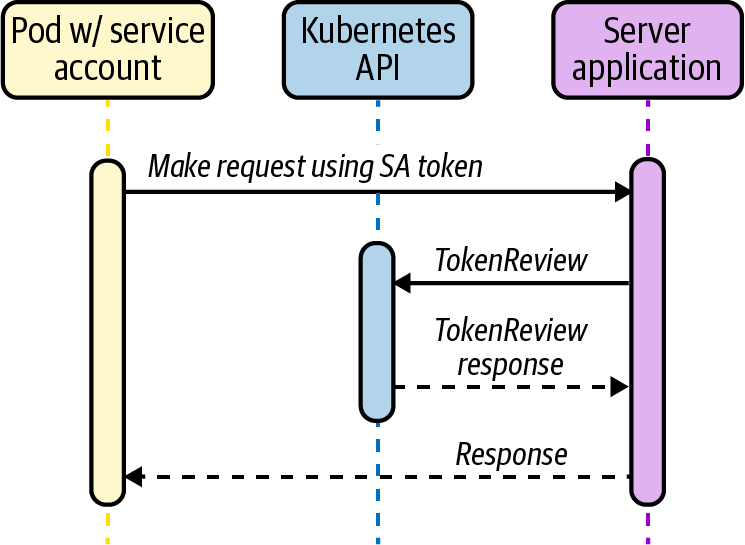 Pod w/ service
account
Kubernetes
API
Server
application
Make request using SA token
TokenReview
TokenReview
response
Response